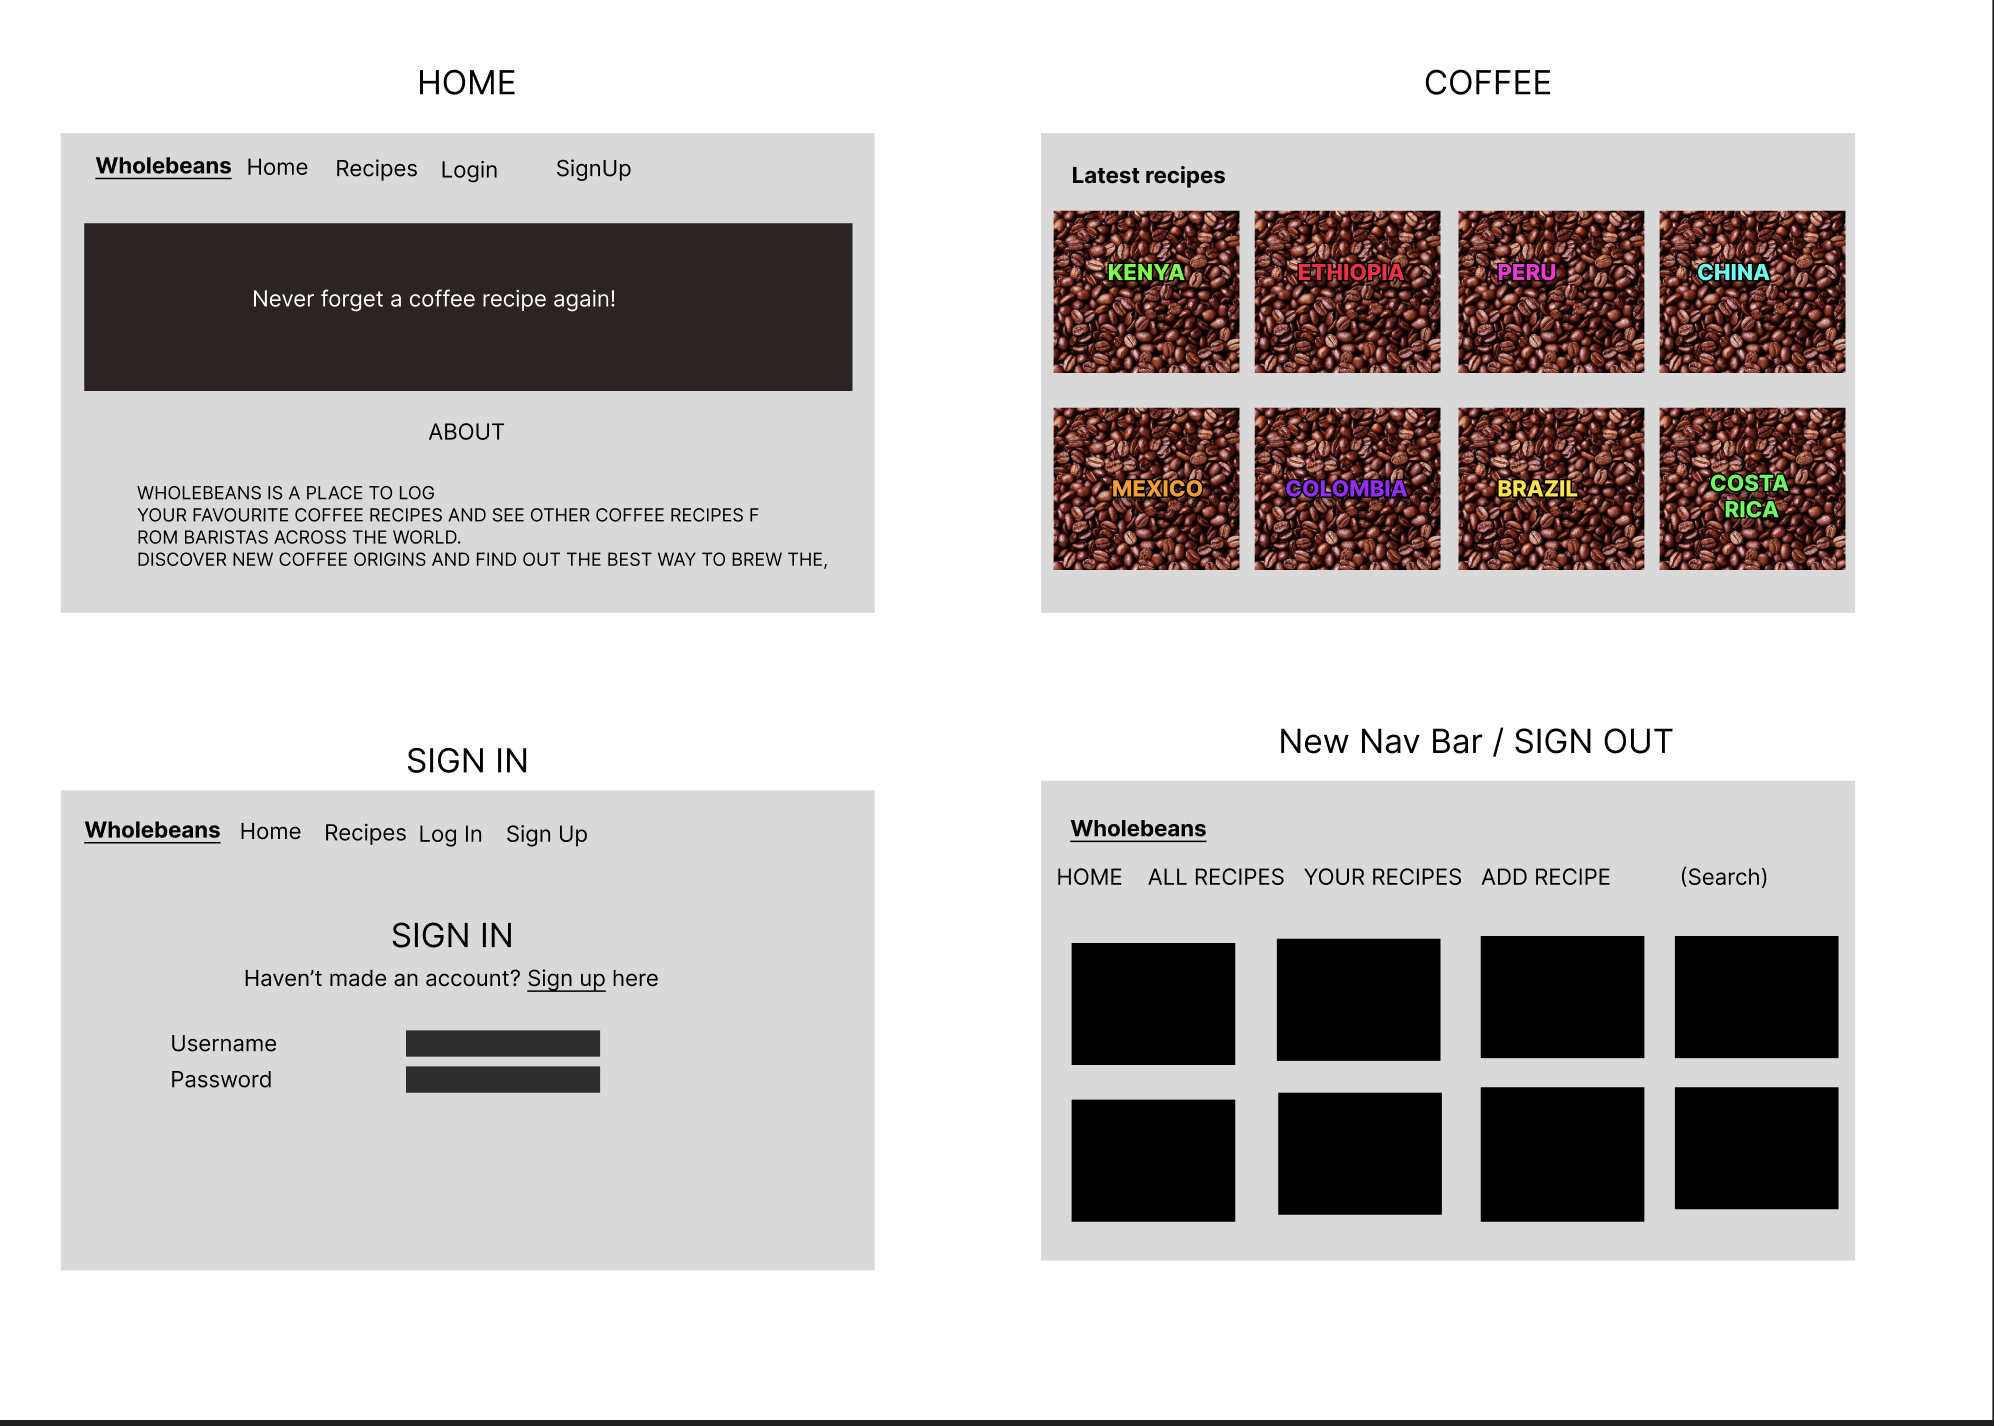 HOME
Wholebeans Home Recipes Login SignUp
Never forget a coffee recipe again!
ABOUT
WHOLEBEANS IS A PLACE TO LOG
YOUR FAVOURITE COFFEE RECIPES AND SEE OTHER COFFEE RECIPES F
ROM BARISTAS ACROSS THE WORLD.
DISCOVER NEW COFFEE ORIGINS AND FIND OUT THE BEST WAY TO BREW THE,
COFFEE
Latest recipes
KENYA ETHIOPIA PERU CHINA
MEXICO COLOMBIA BRAZIL COSTA
RICA
SIGN IN
Wholebeans Home Recipes Log In Sign Up
SIGN IN
Haven’t made an account? Sign up here
Username
Password
New Nav Bar / SIGN OUT
Wholebeans
HOME ALL RECIPES YOUR RECIPES ADD RECIPE (Search)